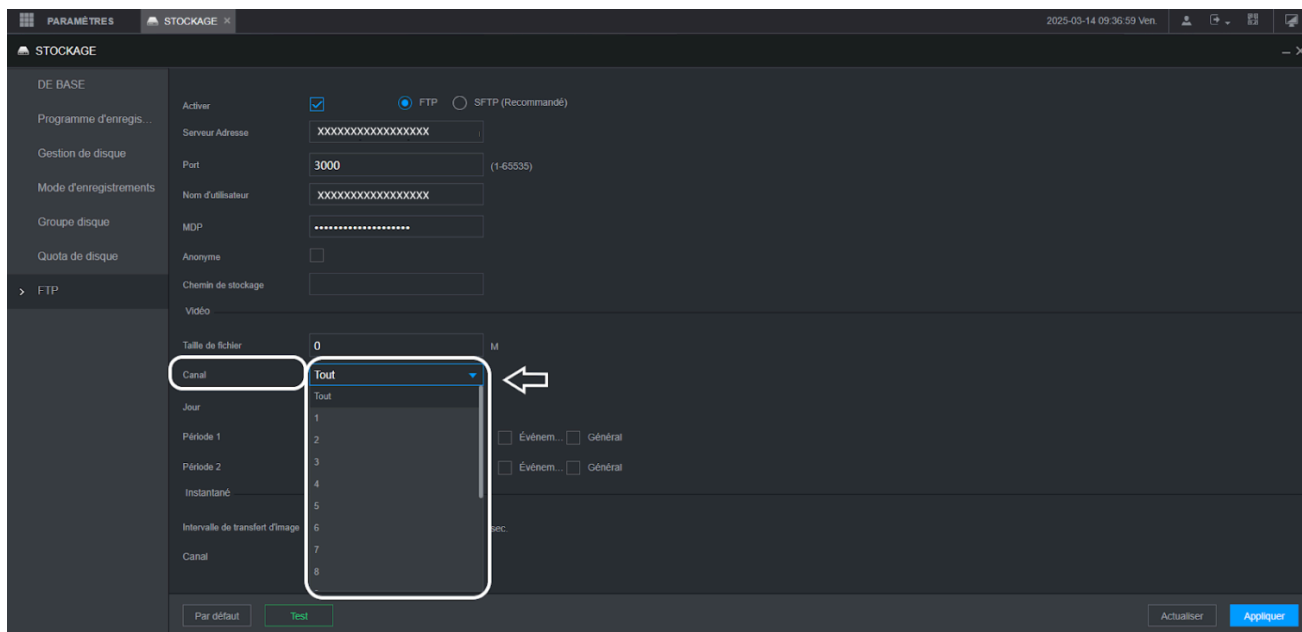 PARAMÈTRES STOCKAGE × 2025-03-14 09:36:59 Ven.
STOCKAGE
DE BASE
Programme d'enregis...
Gestion de disque
Mode d'enregistrements
Groupe disque
Quota de disque
FTP
Activer FTP SFTP (Recommandé)
Serveur Adresse XXXXXXXXXXXXXXXXX
Port 3000 (1-65535)
Nom d'utilisateur XXXXXXXXXXXXXXXXX
MDP ••••••••••••••••••••
Anonyme
Chemin de stockage
Vidéo
Taille de fichier 0 M
Canal Tout
Tout
Jour
1
Période 1 2 Événem... Général
3
Période 2 Événem... Général
4
Instantané
5
Intervalle de transfert d'image 6 sec.
7
Canal
8
Par défaut Test Actualiser Appliquer